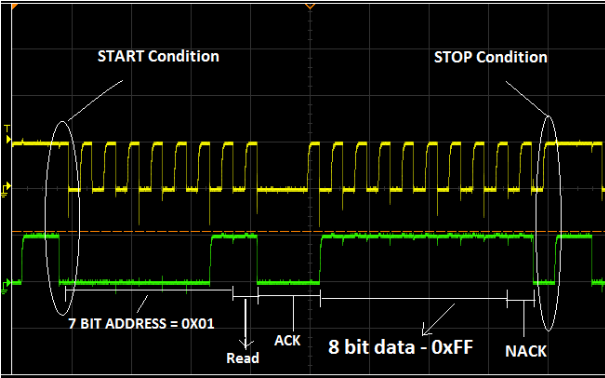 START Condition
STOP Condition
T
7 BIT ADDRESS = 0X01
Read
ACK
8 bit data - 0xFF
NACK